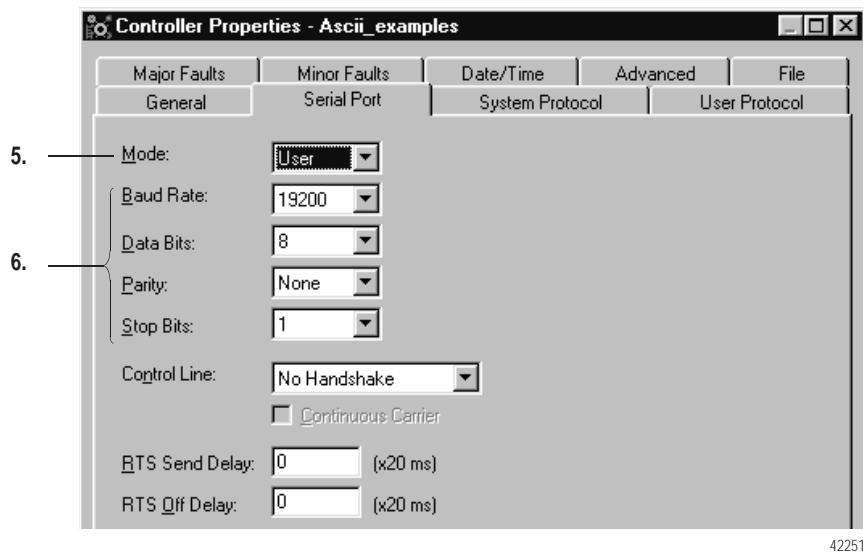 Controller Properties - Ascii_examples
Major Faults Minor Faults Date/Time Advanced File
General Serial Port System Protocol User Protocol
5. Mode: User
6. Baud Rate: 19200
Data Bits: 8
Parity: None
Stop Bits: 1
Control Line: No Handshake
Continuous Carrier
RTS Send Delay: 0 (x20 ms)
RTS Off Delay: 0 (x20 ms)
42251